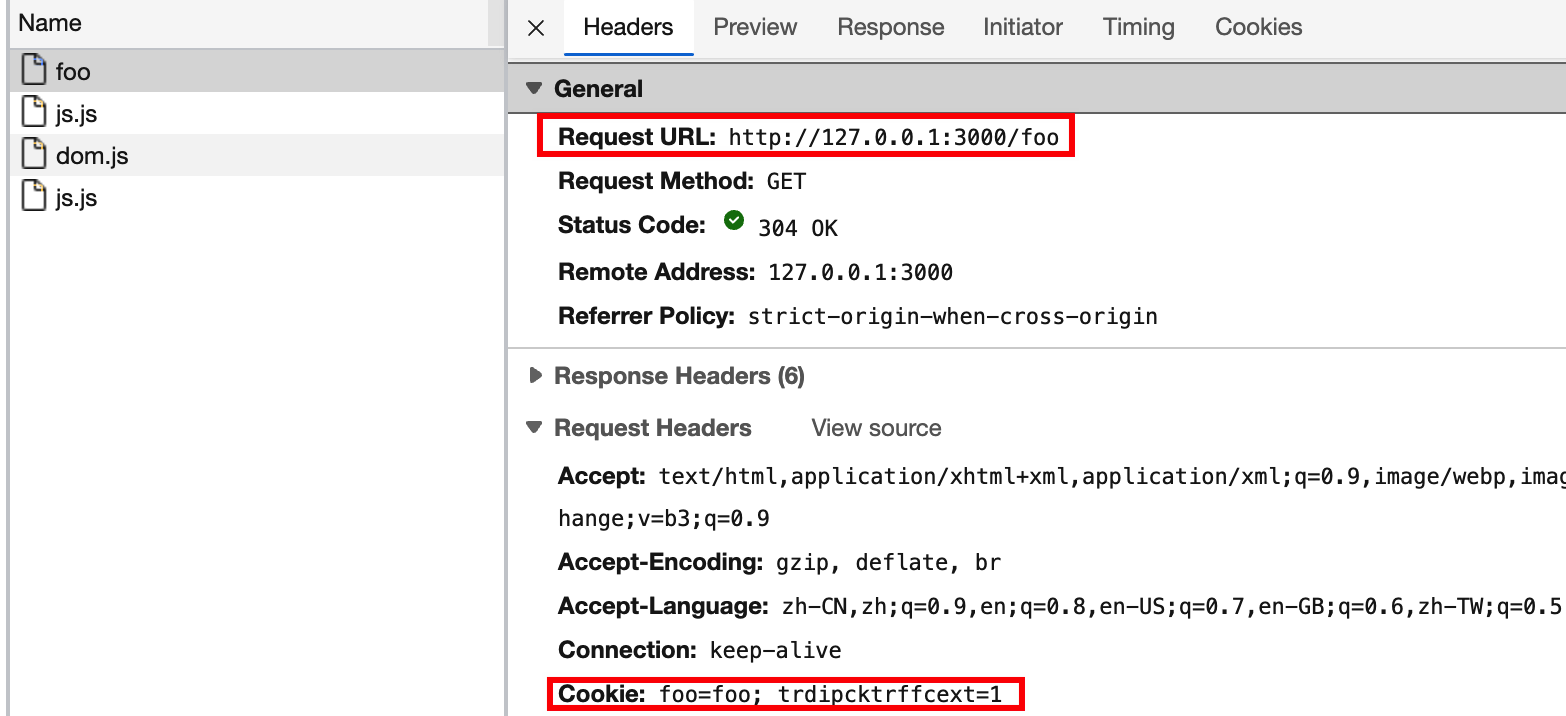 Name
foo
js.js
dom.js
js.js
Headers Preview Response Initiator Timing Cookies
General
Request URL: http://127.0.0.1:3000/foo
Request Method: GET
Status Code: 304 OK
Remote Address: 127.0.0.1:3000
Referrer Policy: strict-origin-when-cross-origin
Response Headers (6)
Request Headers View source
Accept: text/html,application/xhtml+xml,application/xml;q=0.9,image/webp,imag
hange;v=b3;q=0.9
Accept-Encoding: gzip, deflate, br
Accept-Language: zh-CN,zh;q=0.9,en;q=0.8,en-US;q=0.7,en-GB;q=0.6,zh-TW;q=0.5
Connection: keep-alive
Cookie: foo=foo; trdipcktrffcext=1